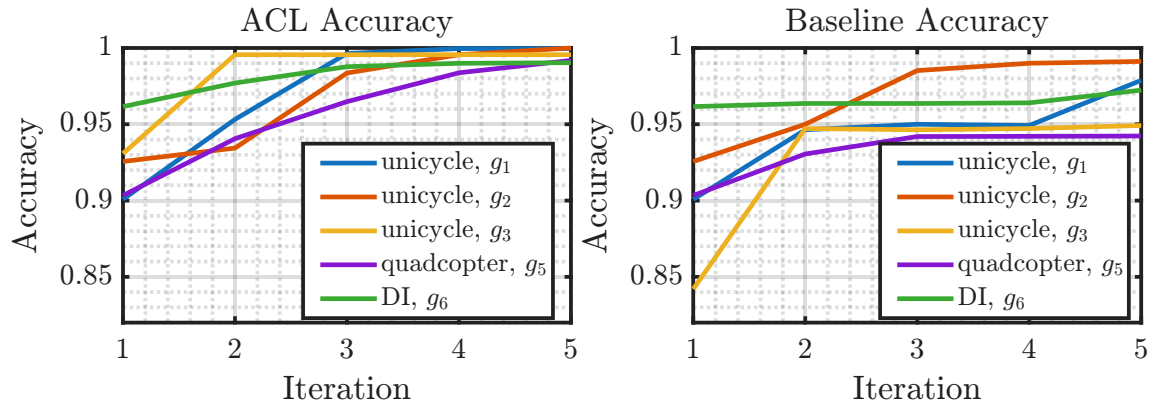 ACL Accuracy
1
0.95
0.9
0.85
Accuracy
unicycle, g1
unicycle, g2
unicycle, g3
quadcopter, g5
DI, g6
1 2 3 4 5
Iteration
Baseline Accuracy
1
0.95
0.9
0.85
Accuracy
unicycle, g1
unicycle, g2
unicycle, g3
quadcopter, g5
DI, g6
1 2 3 4 5
Iteration